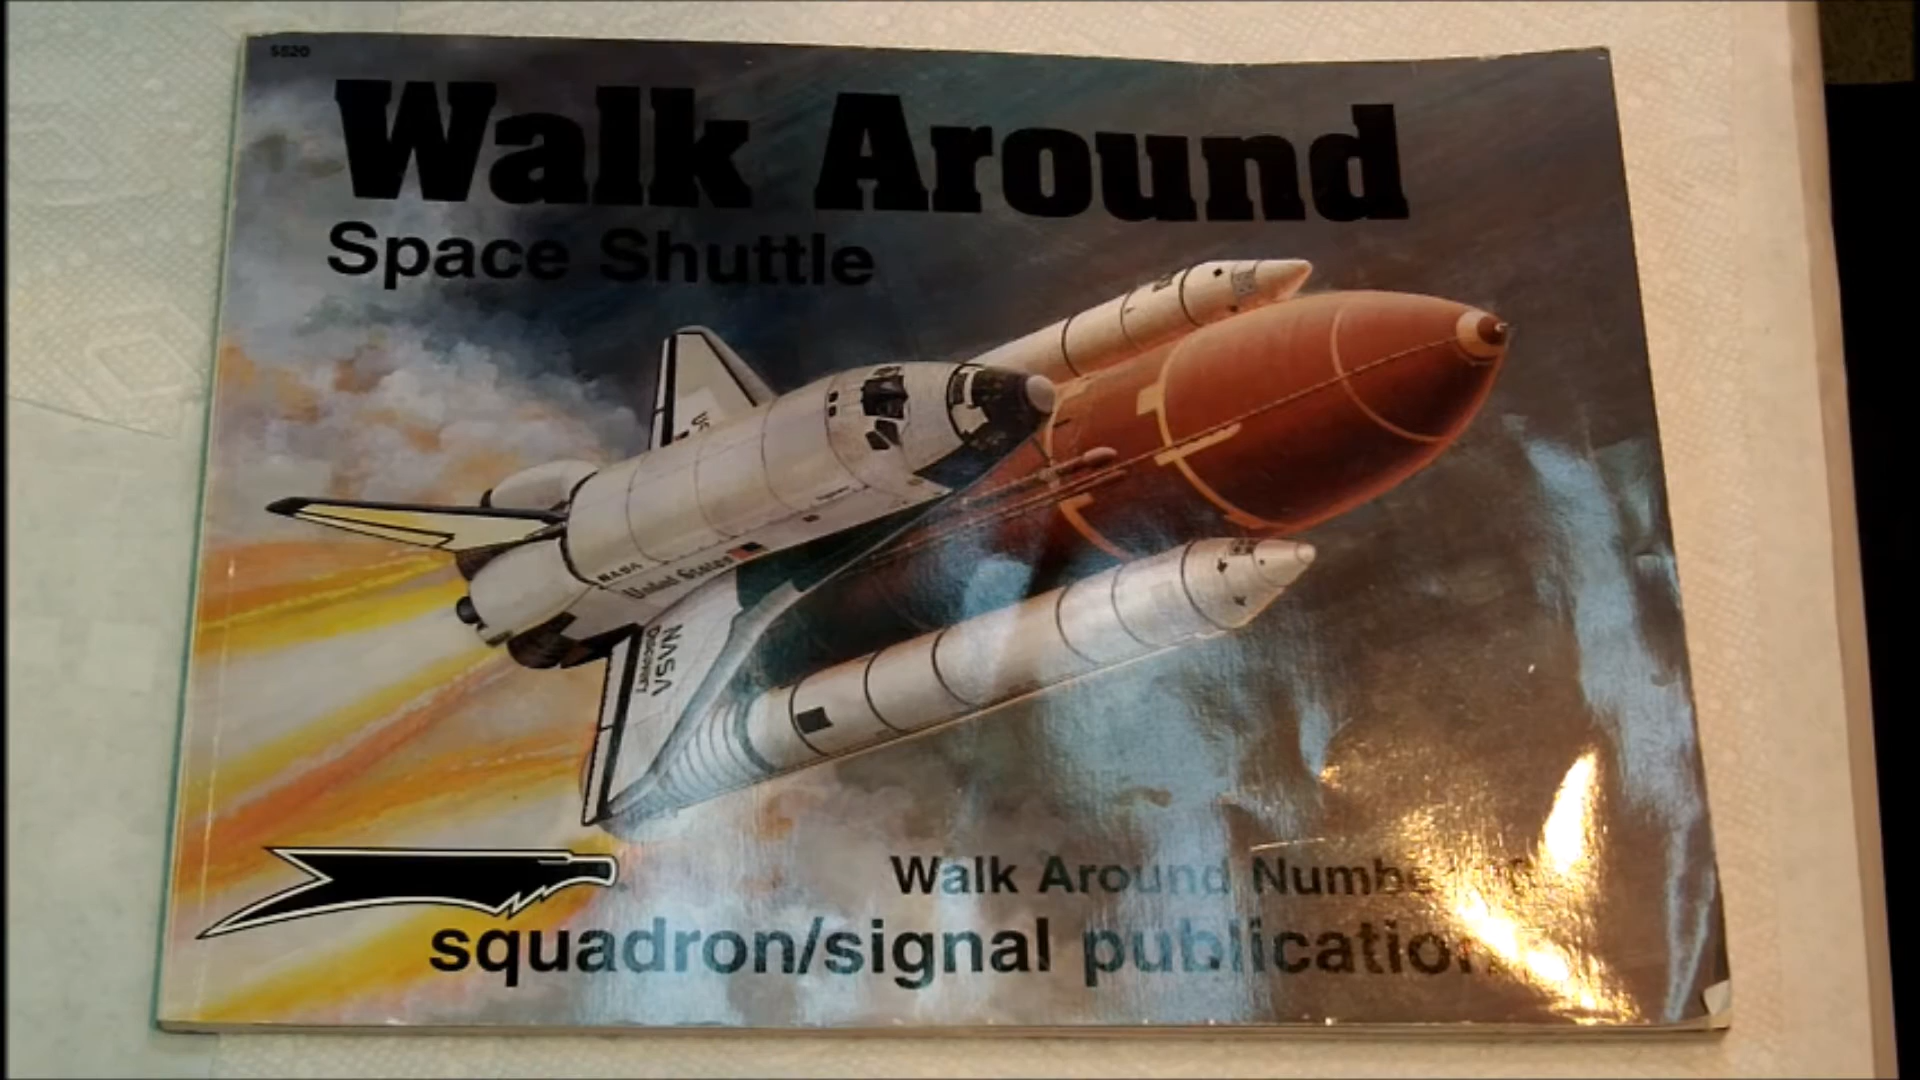 5520
Walk Around
Space Shuttle
NASA
United States
NASA
Discovery
Walk Around
squadron/signal